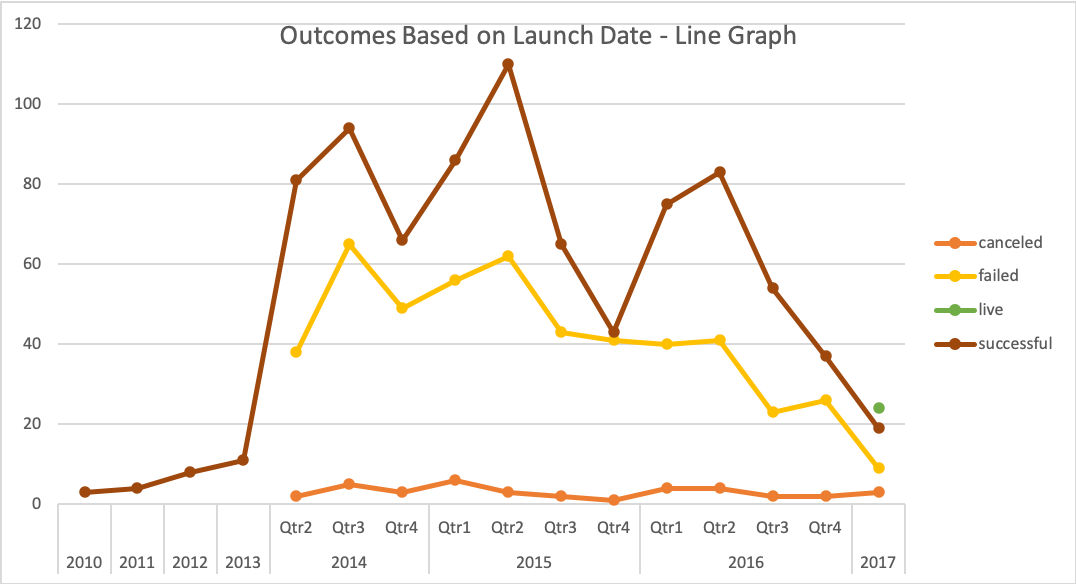 Outcomes Based on Launch Date - Line Graph
120
100
80
60
40
20
0
canceled
failed
live
successful
Qtr2 Qtr3 Qtr4 Qtr1 Qtr2 Qtr3 Qtr4 Qtr1 Qtr2 Qtr3 Qtr4
2010 2011 2012 2013 2014 2015 2016 2017